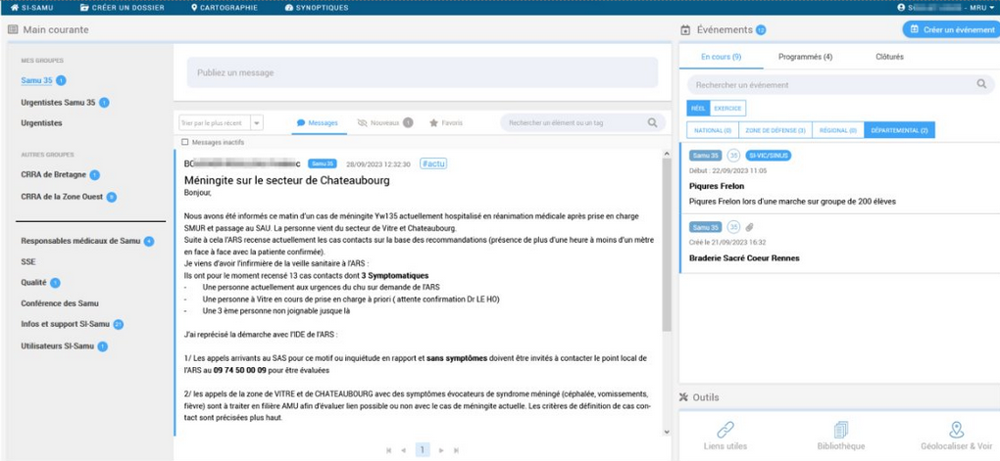 SI-SAMU
CRÉER UN DOSSIER
CARTOGRAPHIE
SYNOPTIQUES
- MRU
Main courante
MES GROUPES
Samu 35 1
Urgentistes Samu 35 1
Urgentistes
AUTRES GROUPES
CRRA de Bretagne 1
CRRA de la Zone Ouest 9
Responsables médicaux de Samu 4
SSE
Qualité 1
Conférence des Samu
Infos et support SI-Samu 21
Utilisateurs SI-Samu 1
Publiez un message
Trier par le plus récent
Messages
Nouveaux 1
Favoris
Rechercher un élément ou un tag
Messages inactifs
Samu 35 28/09/2023 12:32:30 #actu
Méningite sur le secteur de Chateaubourg
Bonjour,
Nous avons été informés ce matin d'un cas de méningite Yw135 actuellement hospitalisé en réanimation médicale après prise en charge
SMUR et passage au SAU. La personne vient du secteur de Vitre et Chateaubourg.
Suite à cela l'ARS recense actuellement les cas contacts sur la base des recommandations (présence de plus d'une heure à moins d'un mètre
en face à face avec la patiente confirmée).
Je viens d'avoir l'infirmière de la veille sanitaire à l'ARS :
Ils ont pour le moment recensé 13 cas contacts dont 3 Symptomatiques
- Une personne actuellement aux urgences du chu sur demande de l'ARS
- Une personne à Vitre en cours de prise en charge à priori ( attente confirmation Dr LE HO)
- Une 3 ème personne non joignable jusque là
J'ai reprécisé la démarche avec l'IDE de l'ARS :
1/ Les appels arrivants au SAS pour ce motif ou inquiétude en rapport et sans symptômes doivent être invités à contacter le point local de
l'ARS au 09 74 50 00 09 pour être évaluées
2/ les appels de la zone de VITRE et de CHATEAUBOURG avec des symptômes évocateurs de syndrome méningé (céphalée, vomissements,
fièvre) sont à traiter en filière AMU afin d'évaluer lien possible ou non avec le cas de méningite actuelle. Les critères de définition de cas con-
tact sont précisées plus haut.
1
Événements 13
Créer un événement
En cours (9)
Programmés (4)
Clôturés
Rechercher un événement
RÉEL
EXERCICE
NATIONAL (0)
ZONE DE DÉFENSE (3)
RÉGIONAL (0)
DÉPARTEMENTAL (2)
Samu 35 35 SI-VIC/SINUS
Début : 22/09/2023 11:05
Piqures Frelon
Piqures Frelon lors d'une marche sur groupe de 200 élèves
Samu 35 35
Créé le 21/09/2023 16:32
Braderie Sacré Coeur Rennes
Outils
Liens utiles
Bibliothèque
Géolocaliser & Voir